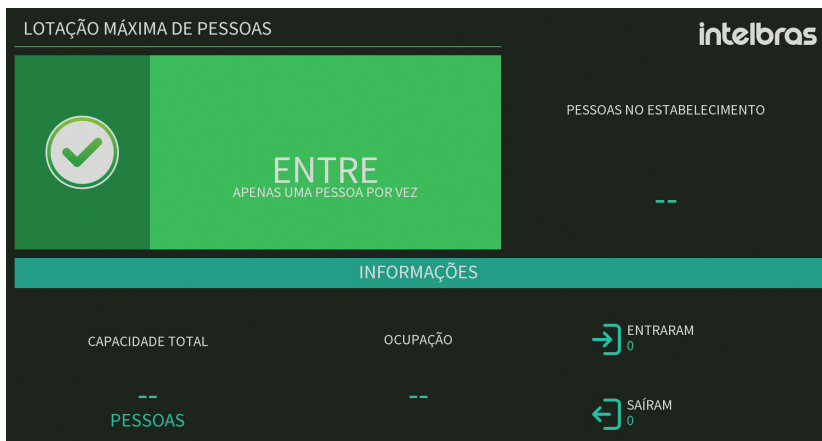 LOTAÇÃO MÁXIMA DE PESSOAS
intelbras
PESSOAS NO ESTABELECIMENTO
--
ENTRE
APENAS UMA PESSOA POR VEZ
INFORMAÇÕES
CAPACIDADE TOTAL
--
PESSOAS
OCUPAÇÃO
--
ENTRARAM
0
SAÍRAM
0